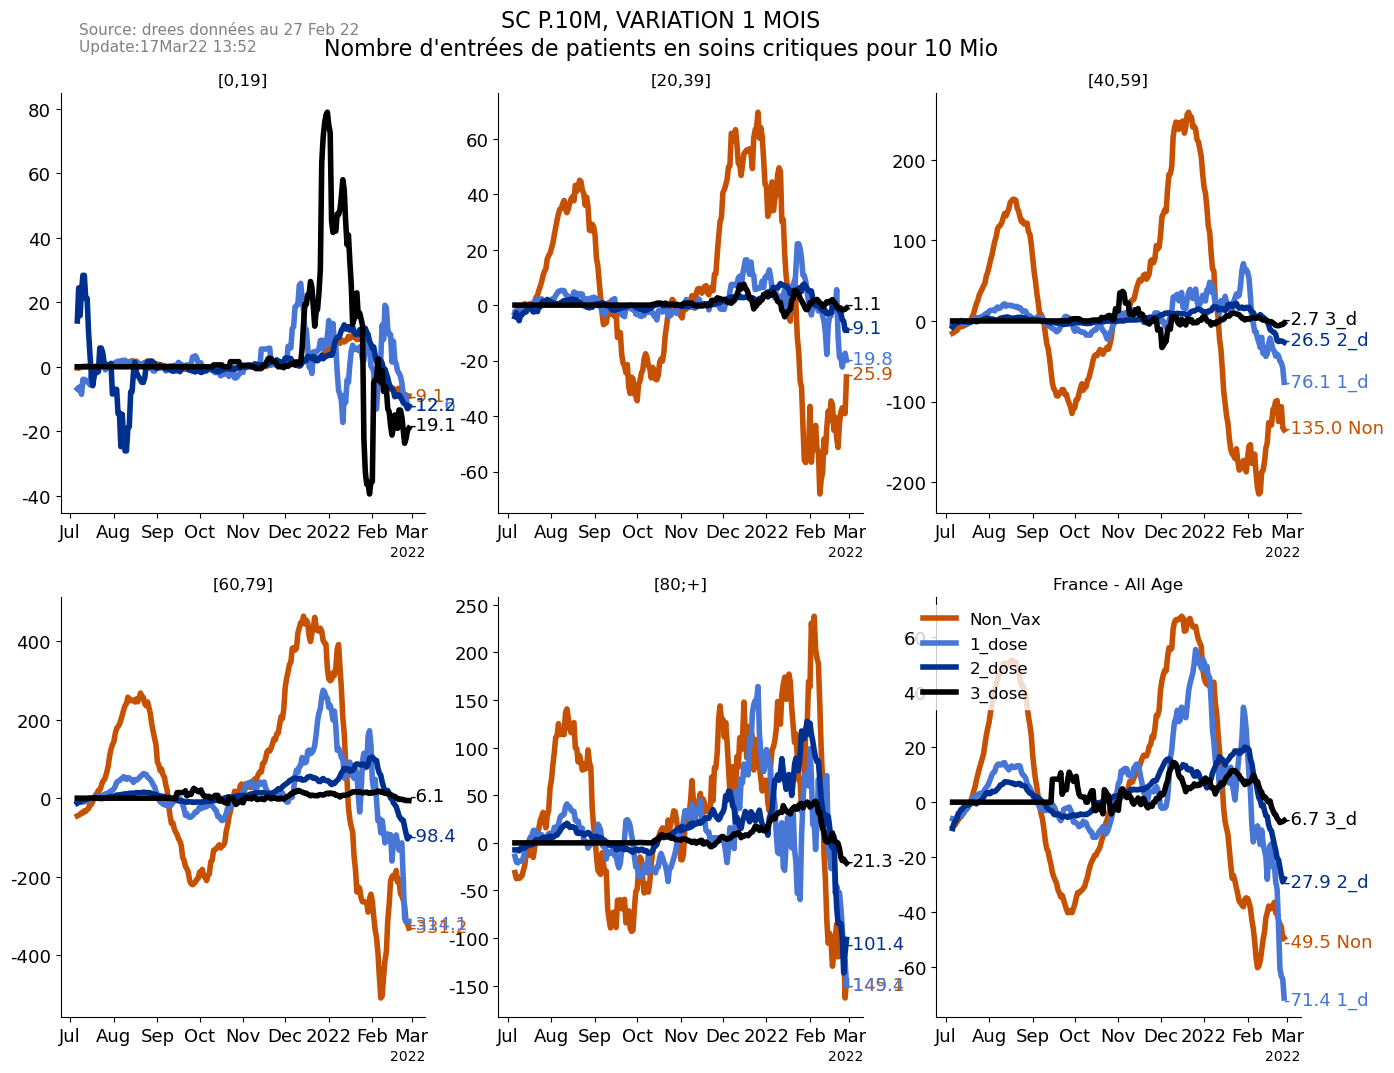 Source: drees données au 27 Feb 22
Update:17Mar22 13:52
SC P.10M, VARIATION 1 MOIS
Nombre d'entrées de patients en soins critiques pour 10 Mio
[0,19]
80
60
40
20
0
-20
-40
-9.1
-12.2
-19.1
Jul Aug Sep Oct Nov Dec 2022 Feb Mar
2022
[20,39]
60
40
20
0
-20
-40
-60
-1.1
-9.1
-19.8
-25.9
Jul Aug Sep Oct Nov Dec 2022 Feb Mar
2022
[40,59]
200
100
0
-100
-200
-2.7 3_d
-26.5 2_d
-76.1 1_d
-135.0 Non
Jul Aug Sep Oct Nov Dec 2022 Feb Mar
2022
[60,79]
400
200
0
-200
-400
-6.1
-98.4
-314.1
-331.2
Jul Aug Sep Oct Nov Dec 2022 Feb Mar
2022
[80;+]
250
200
150
100
50
0
-50
-100
-150
-21.3
-101.4
Jul Aug Sep Oct Nov Dec 2022 Feb Mar
2022
France - All Age
Non_Vax
1_dose
2_dose
3_dose
60
40
20
0
-20
-40
-60
-6.7 3_d
-27.9 2_d
-49.5 Non
-71.4 1_d
Jul Aug Sep Oct Nov Dec 2022 Feb Mar
2022